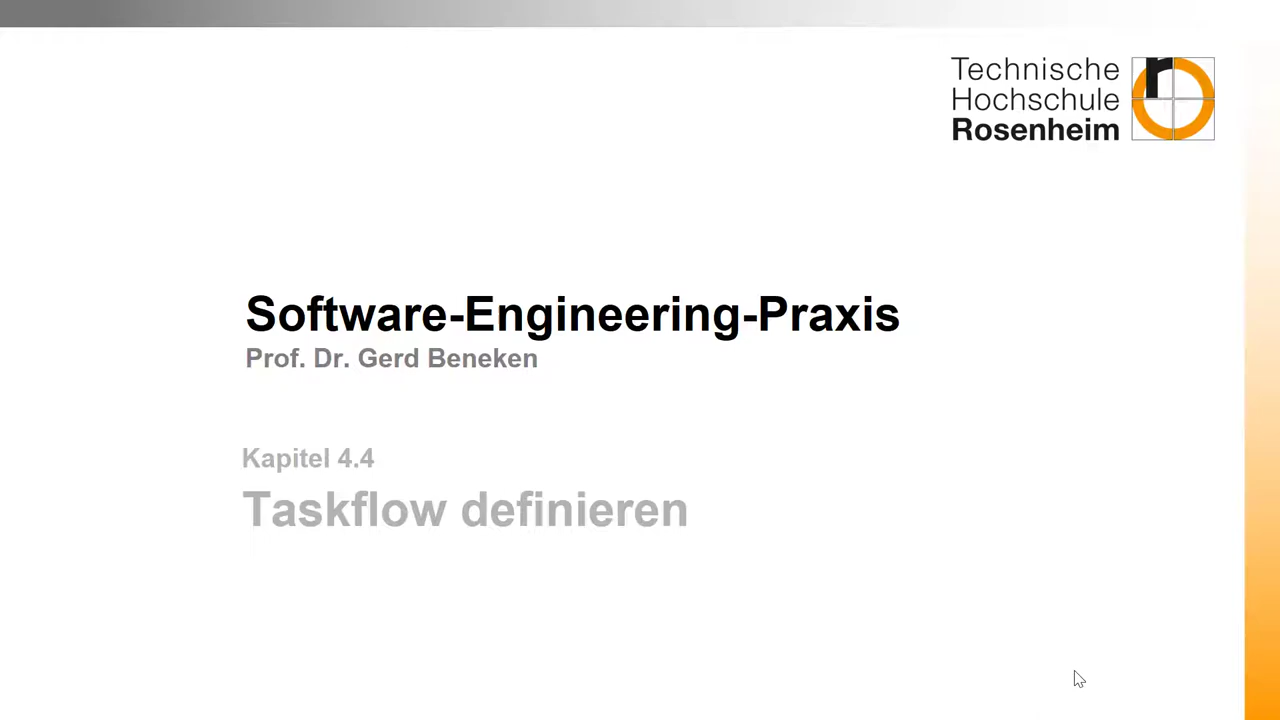 Technische
Hochschule
Rosenheim
Software-Engineering-Praxis
Prof. Dr. Gerd Beneken
Kapitel 4.4
Taskflow definieren